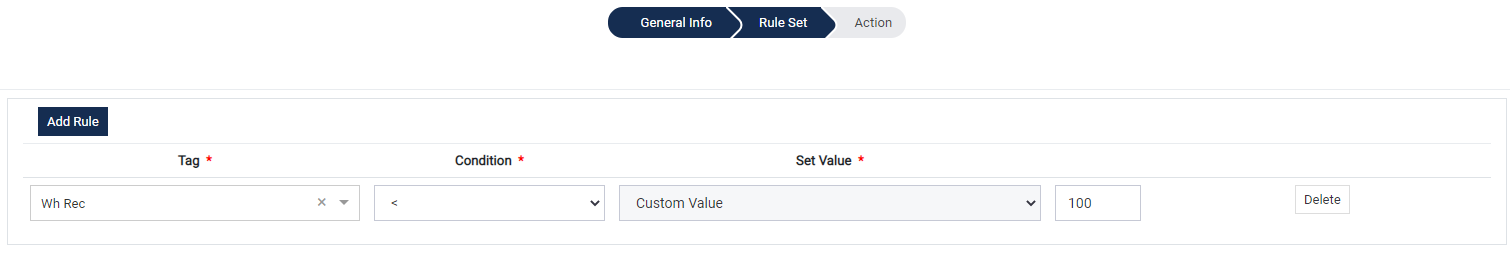 General Info Rule Set Action
Add Rule
Tag * Condition * Set Value *
Wh Rec × < Custom Value 100 Delete